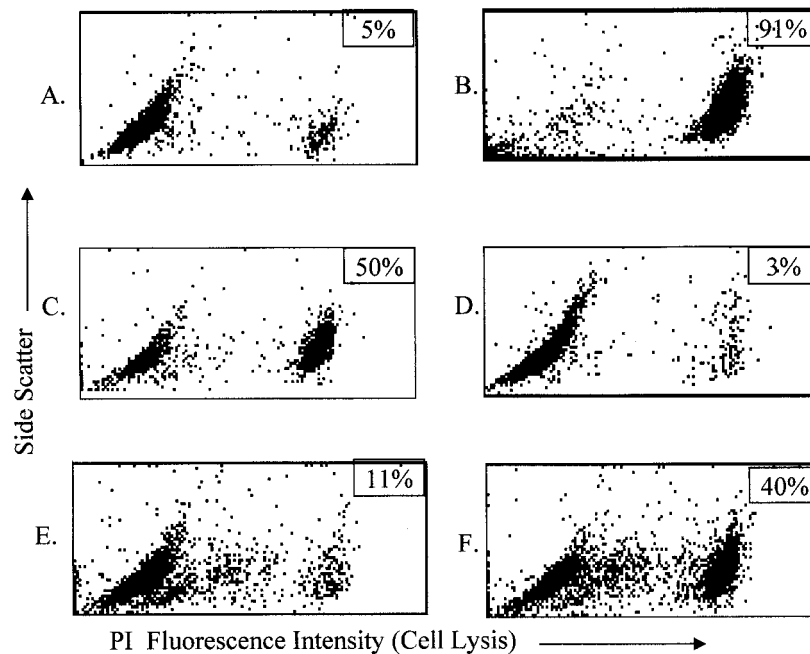 A. 5%
B. 91%
C. 50%
D. 3%
E. 11%
F. 40%
Side Scatter
PI Fluorescence Intensity (Cell Lysis)